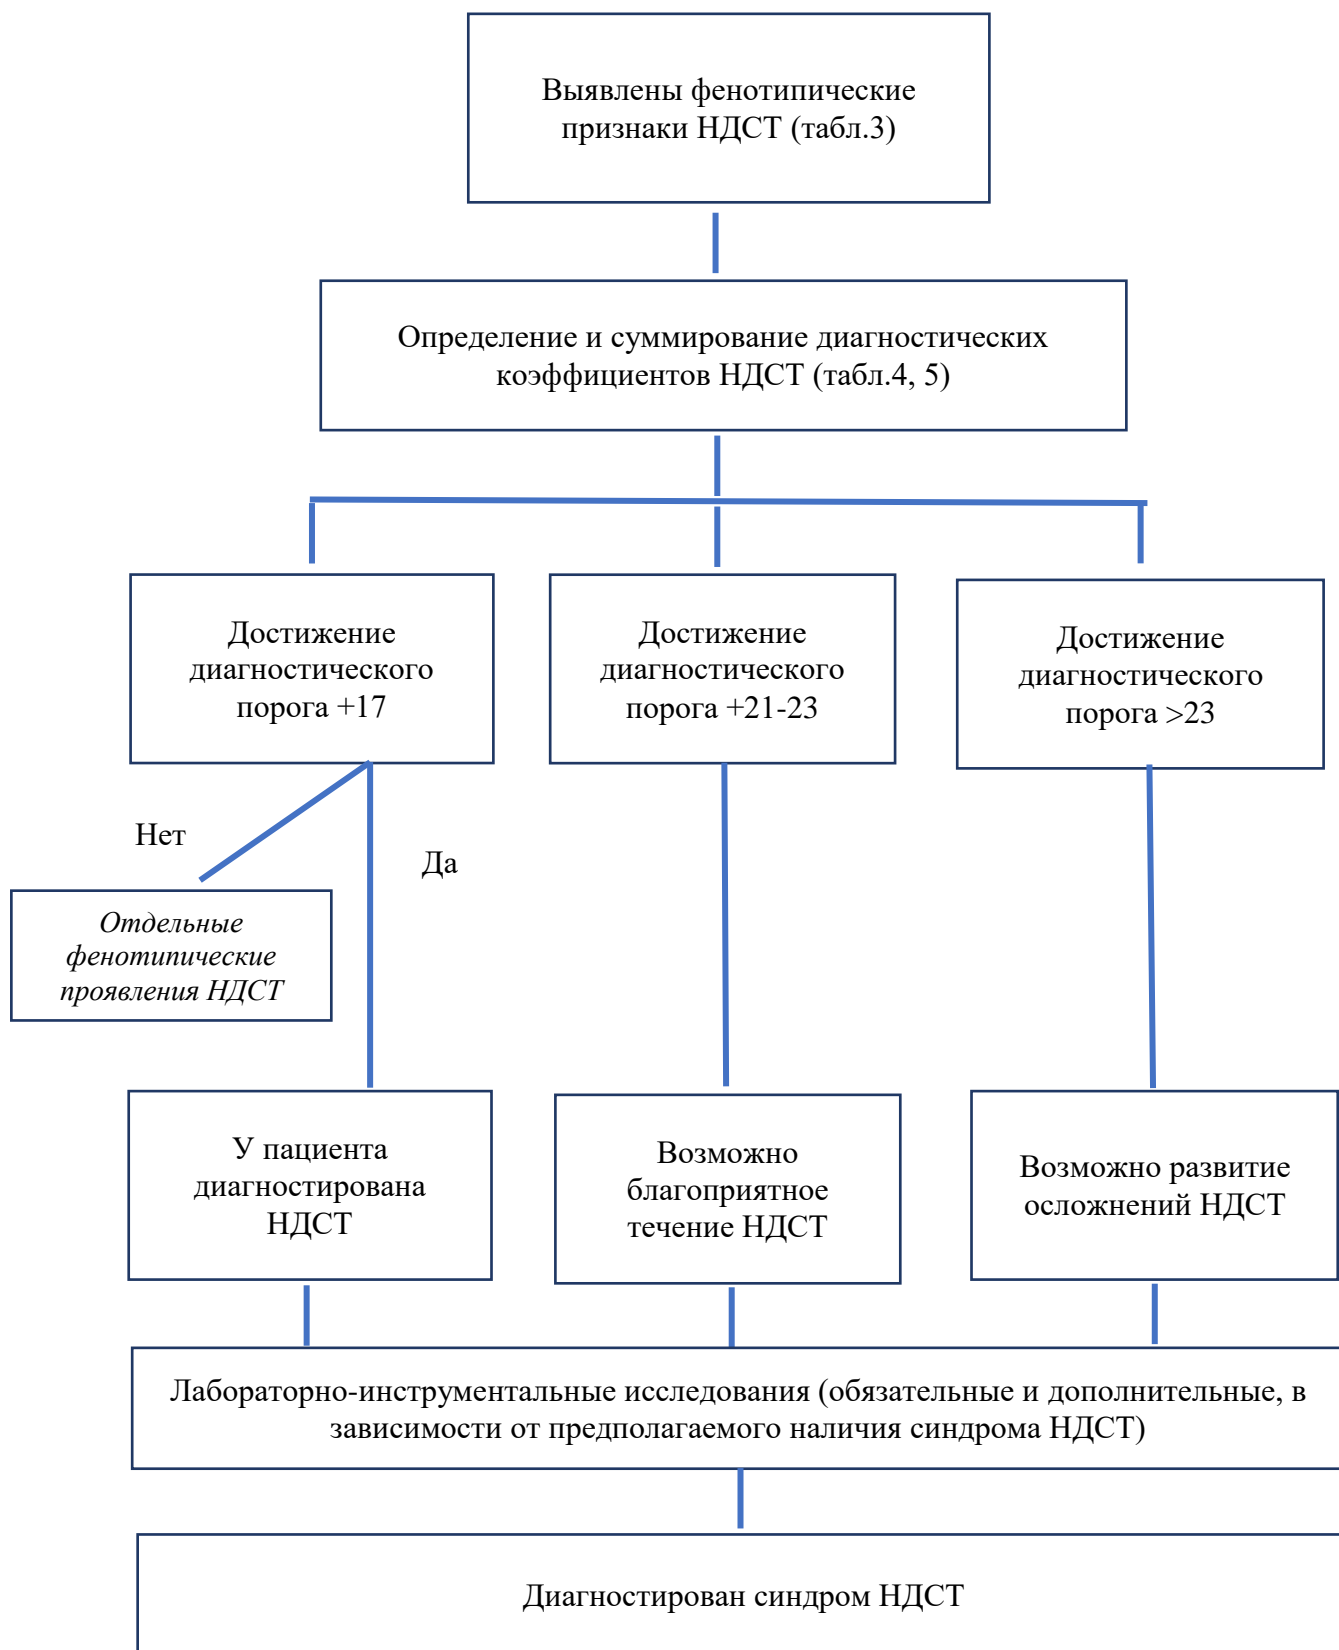 Выявлены фенотипические
признаки НДСТ (табл.3)
Определение и суммирование диагностических
коэффициентов НДСТ (табл.4, 5)
Достижение
диагностического
порога +17
Достижение
диагностического
порога +21-23
Достижение
диагностического
порога >23
Нет
Да
Отдельные
фенотипические
проявления НДСТ
У пациента
диагностирована
НДСТ
Возможно
благоприятное
течение НДСТ
Возможно развитие
осложнений НДСТ
Лабораторно-инструментальные исследования (обязательные и дополнительные, в
зависимости от предполагаемого наличия синдрома НДСТ)
Диагностирован синдром НДСТ